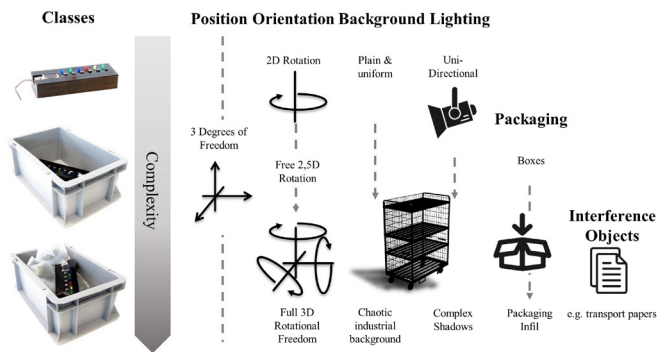 Classes
Position Orientation Background Lighting
2D Rotation
Plain &
uniform
Uni-
Directional
Packaging
3 Degrees of
Freedom
Complexity
Free 2,5D
Rotation
Boxes
Interference
Objects
Full 3D
Rotational
Freedom
Chaotic
industrial
background
Complex
Shadows
Packaging
Infil
e.g. transport papers